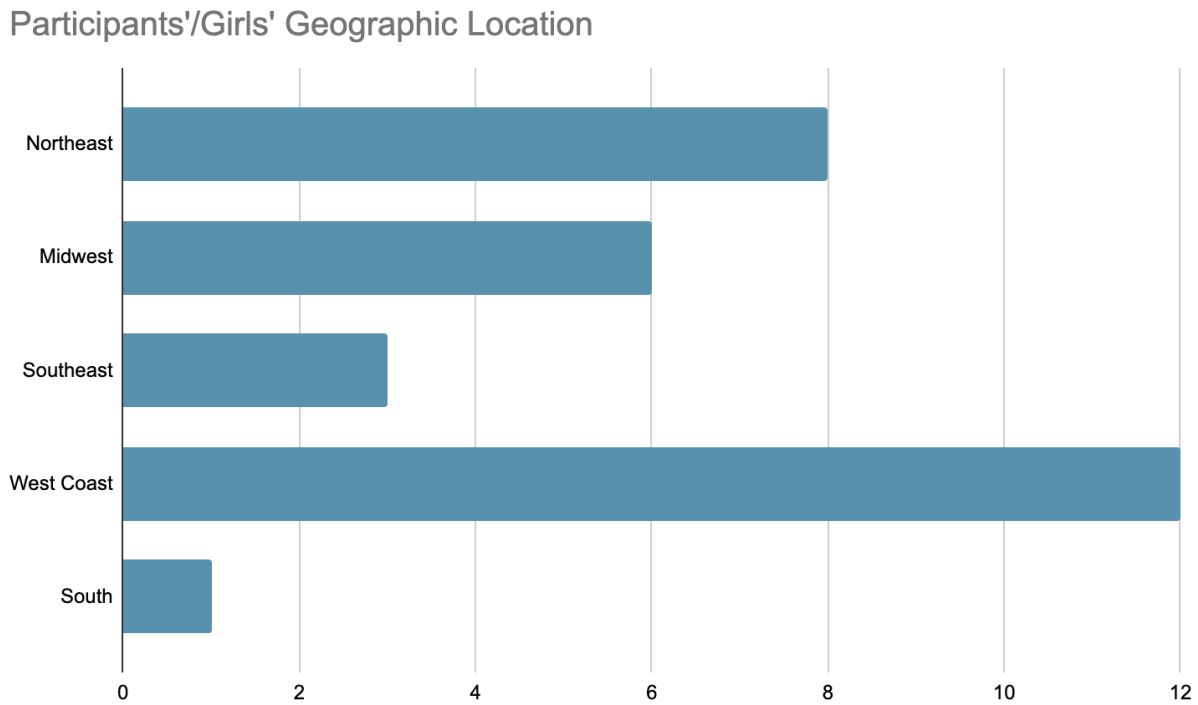 Participants'/Girls' Geographic Location
Northeast
Midwest
Southeast
West Coast
South
0 2 4 6 8 10 12